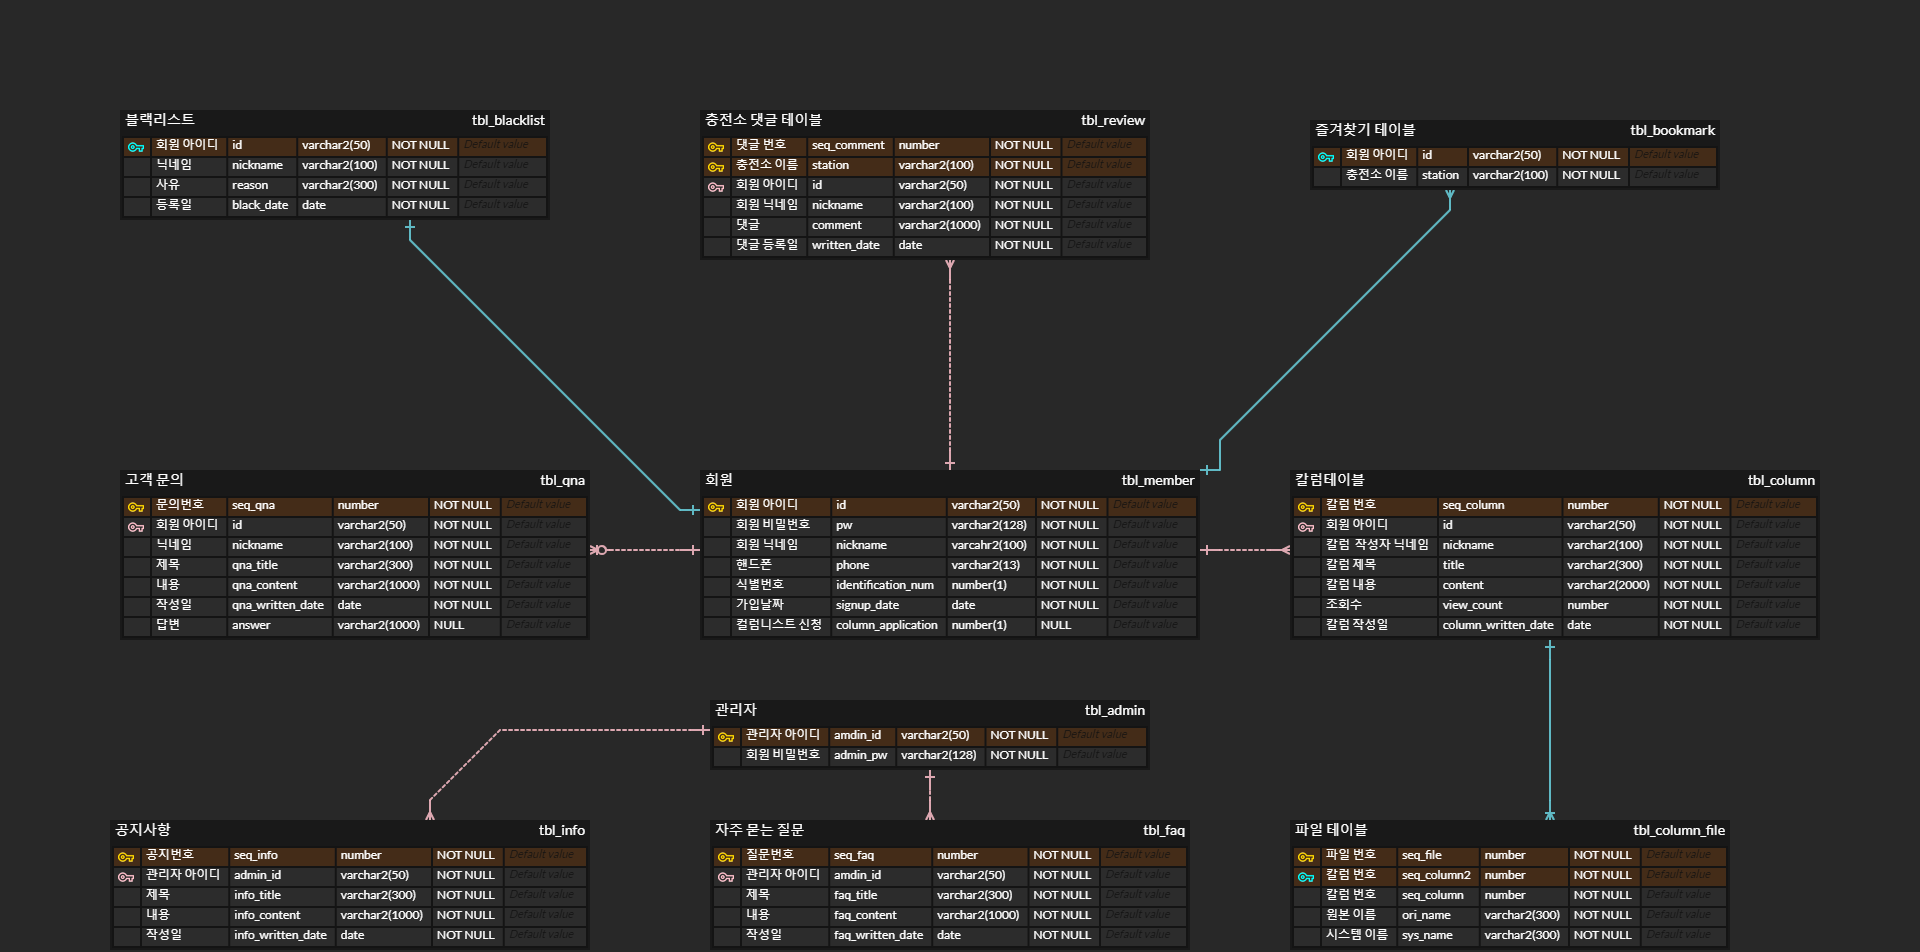 블랙리스트 tbl_blacklist
회원 아이디 id varchar2(50) NOT NULL Default value
닉네임 nickname varchar2(100) NOT NULL Default value
사유 reason varchar2(300) NOT NULL Default value
등록일 black_date date NOT NULL Default value
충전소 댓글 테이블 tbl_review
댓글 번호 seq_comment number NOT NULL Default value
충전소 이름 station varchar2(100) NOT NULL Default value
회원 아이디 id varchar2(50) NOT NULL Default value
회원 닉네임 nickname varchar2(100) NOT NULL Default value
댓글 comment varchar2(1000) NOT NULL Default value
댓글 등록일 written_date date NOT NULL Default value
즐겨찾기 테이블 tbl_bookmark
회원 아이디 id varchar2(50) NOT NULL Default value
충전소 이름 station varchar2(100) NOT NULL Default value
고객 문의 tbl_qna
문의번호 seq_qna number NOT NULL Default value
회원 아이디 id varchar2(50) NOT NULL Default value
닉네임 nickname varchar2(100) NOT NULL Default value
제목 qna_title varchar2(300) NOT NULL Default value
내용 qna_content varchar2(1000) NOT NULL Default value
작성일 qna_written_date date NOT NULL Default value
답변 answer varchar2(1000) NULL Default value
회원 tbl_member
회원 아이디 id varchar2(50) NOT NULL Default value
회원 비밀번호 pw varchar2(128) NOT NULL Default value
회원 닉네임 nickname varcahr2(100) NOT NULL Default value
핸드폰 phone varchar2(13) NOT NULL Default value
식별번호 identification_num number(1) NOT NULL Default value
가입날짜 signup_date date NOT NULL Default value
컬럼니스트 신청 column_application number(1) NULL Default value
칼럼테이블 tbl_column
칼럼 번호 seq_column number NOT NULL Default value
회원 아이디 id varchar2(50) NOT NULL Default value
칼럼 작성자 닉네임 nickname varchar2(100) NOT NULL Default value
칼럼 제목 title varchar2(300) NOT NULL Default value
칼럼 내용 content varchar2(2000) NOT NULL Default value
조회수 view_count number NOT NULL Default value
칼럼 작성일 column_written_date date NOT NULL Default value
관리자 tbl_admin
관리자 아이디 amdin_id varchar2(50) NOT NULL Default value
회원 비밀번호 admin_pw varchar2(128) NOT NULL Default value
공지사항 tbl_info
공지번호 seq_info number NOT NULL Default value
관리자 아이디 admin_id varchar2(50) NOT NULL Default value
제목 info_title varchar2(300) NOT NULL Default value
내용 info_content varchar2(1000) NOT NULL Default value
작성일 info_written_date date NOT NULL Default value
자주 묻는 질문 tbl_faq
질문번호 seq_faq number NOT NULL Default value
관리자 아이디 amdin_id varchar2(50) NOT NULL Default value
제목 faq_title varchar2(300) NOT NULL Default value
내용 faq_content varchar2(1000) NOT NULL Default value
작성일 faq_written_date date NOT NULL Default value
파일 테이블 tbl_column_file
파일 번호 seq_file number NOT NULL Default value
칼럼 번호 seq_column2 number NOT NULL Default value
칼럼 번호 seq_column number NOT NULL Default value
원본 이름 ori_name varchar2(300) NOT NULL Default value
시스템 이름 sys_name varchar2(300) NOT NULL Default value